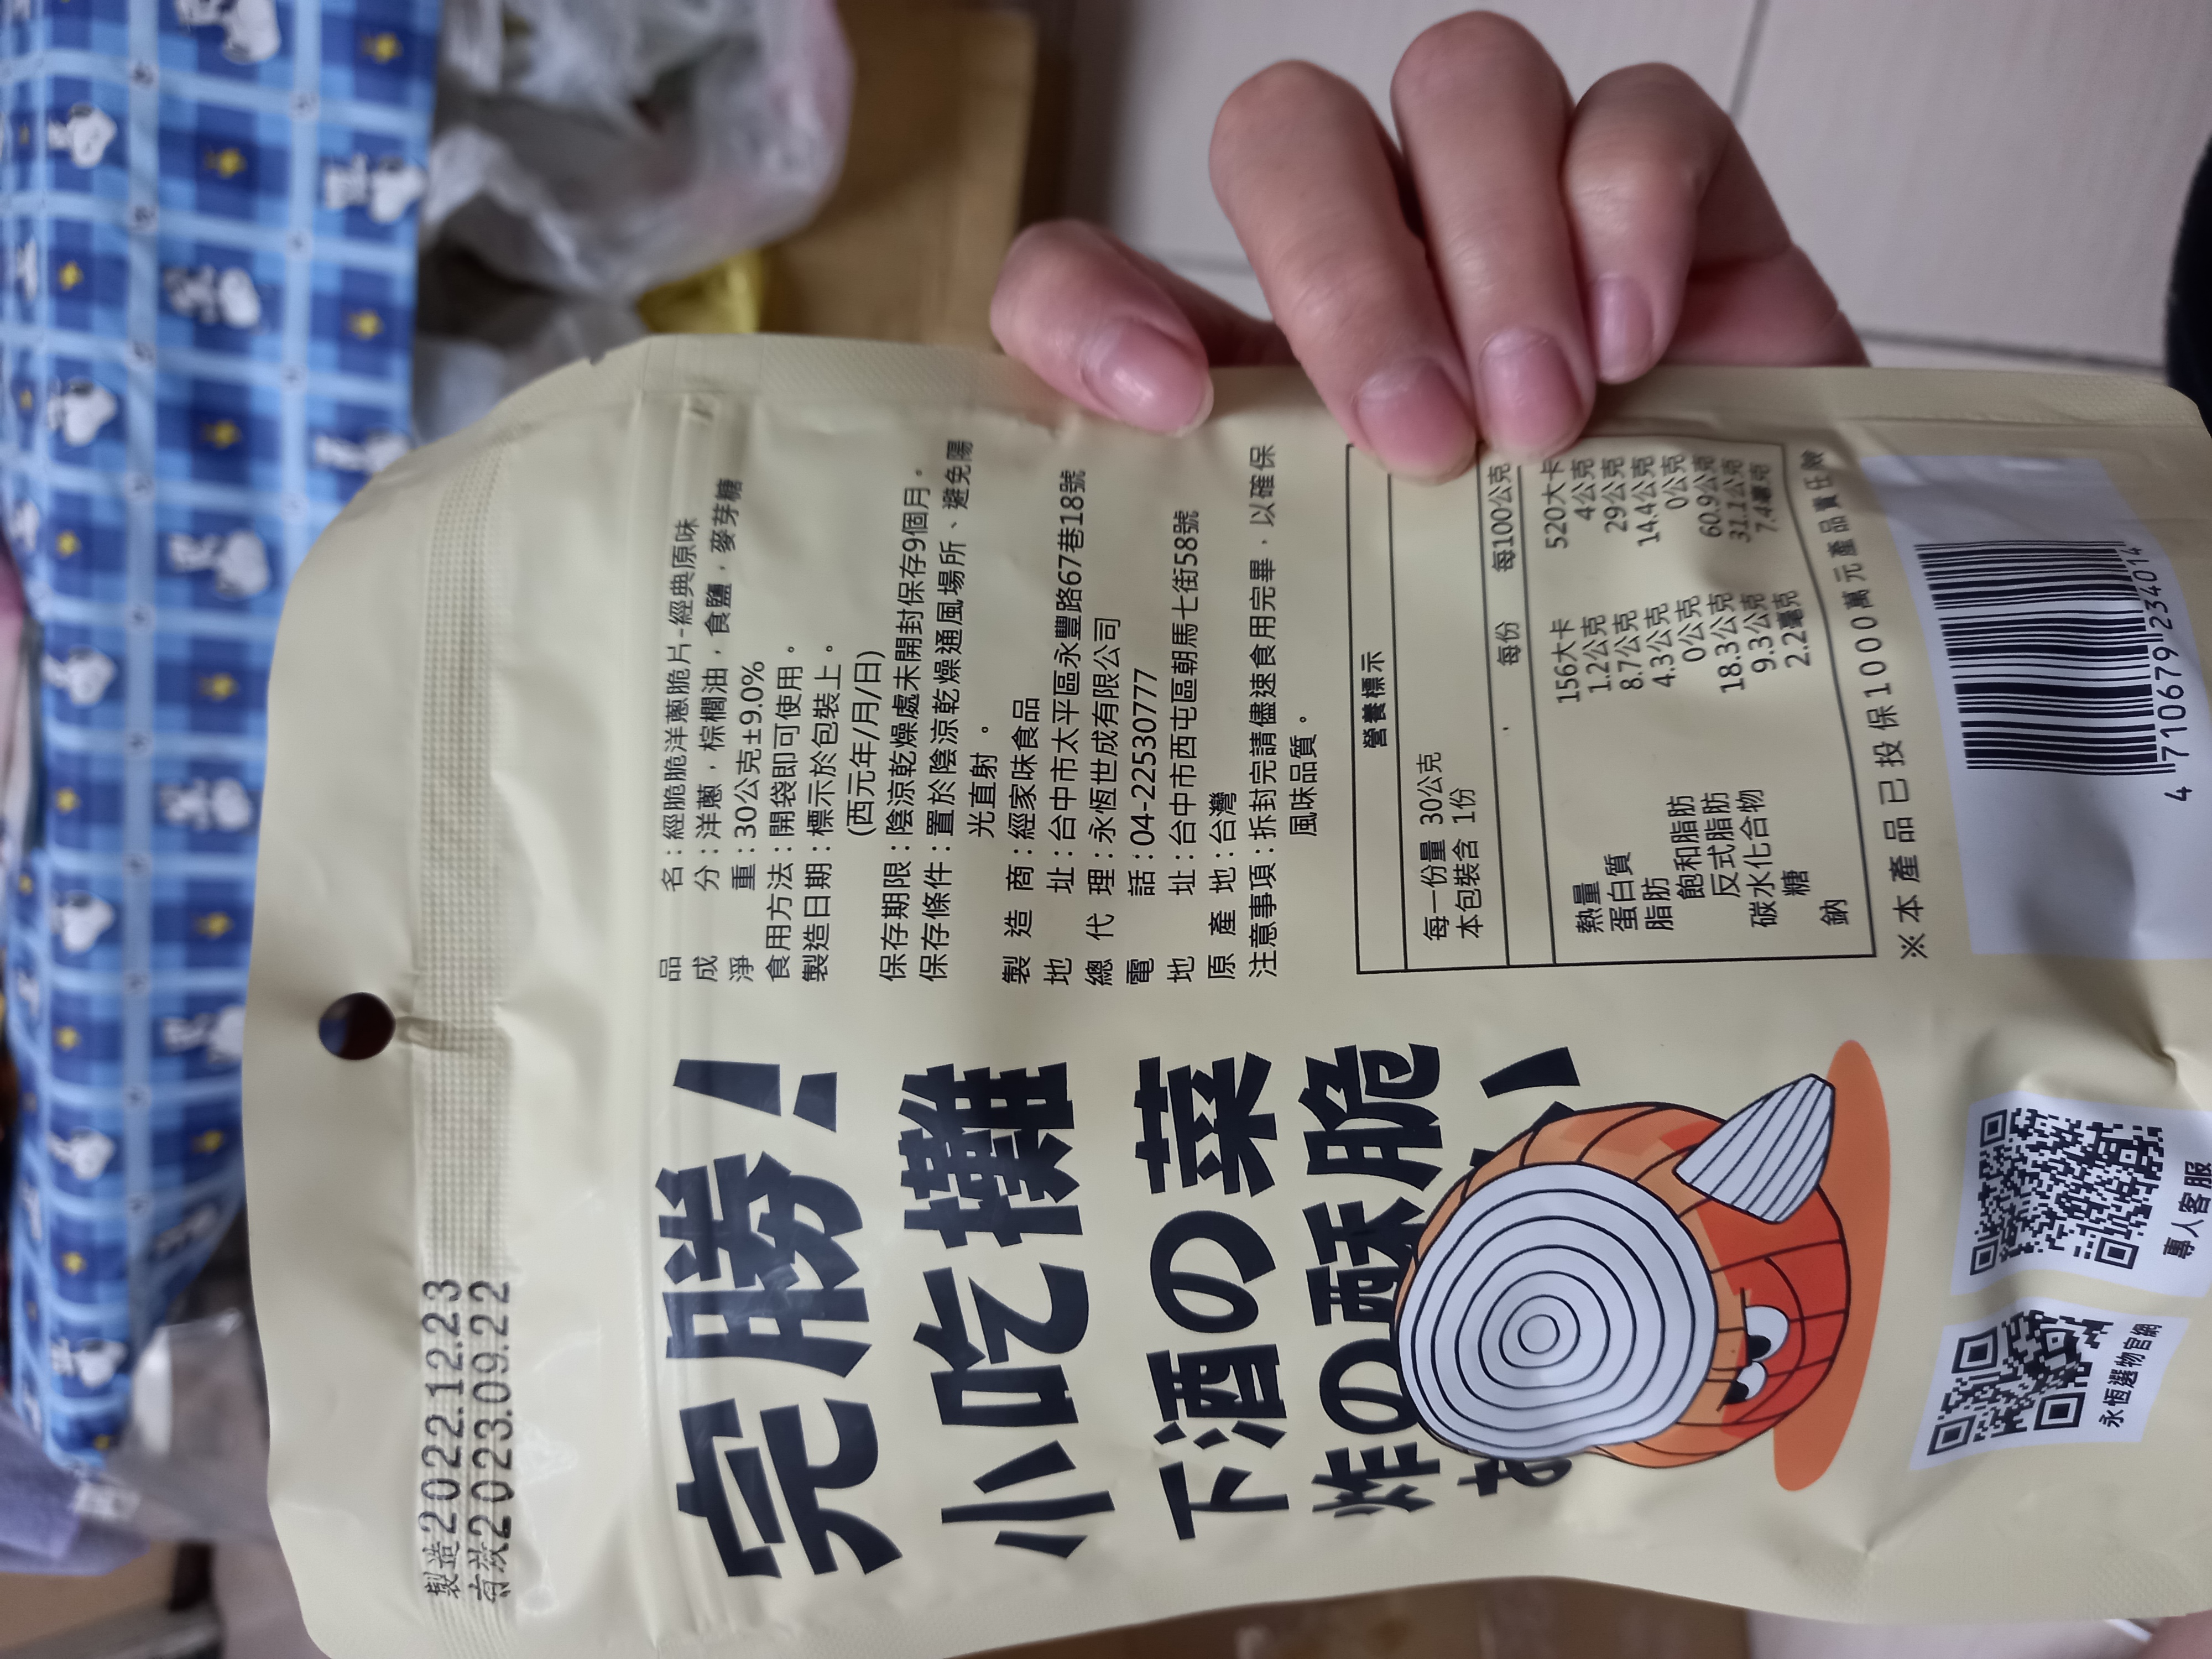 製造2022.12.23
有效2023.09.22
完勝!
小吃攤
下酒の菜
炸の酥脆
品名:經脆脆洋蔥脆片-經典原味
成分:洋蔥,棕櫚油,食鹽,麥芽糖
淨重:30公克±9.0%
食用方法:開袋即可使用。
製造日期:標示於包裝上。
(西元年/月/日)
保存期限:陰涼乾燥處未開封保存9個月。
保存條件:置於陰涼乾燥通風場所、避免陽
光直射。
製造商:經家味食品
地址:台中市太平區永豐路67巷18號
總代理:永恆世成有限公司
電話:04-22530777
地址:台中市西屯區朝馬七街58號
原產地:台灣
注意事項:拆封完請儘速食用完畢,以確保
風味品質。
營養標示
每一份量 30公克
本包裝含 1份
每份 每100公克
熱量 156大卡 520大卡
蛋白質 1.2公克 4公克
脂肪 8.7公克 29公克
飽和脂肪 4.3公克 14.4公克
反式脂肪 0公克 0公克
碳水化合物 18.3公克 60.9公克
糖 9.3公克 31.1公克
鈉 2.2毫克 7.4毫克
※本產品已投保1000萬元產品責任險
4 710679 234014
永恆選物官網
專人客服